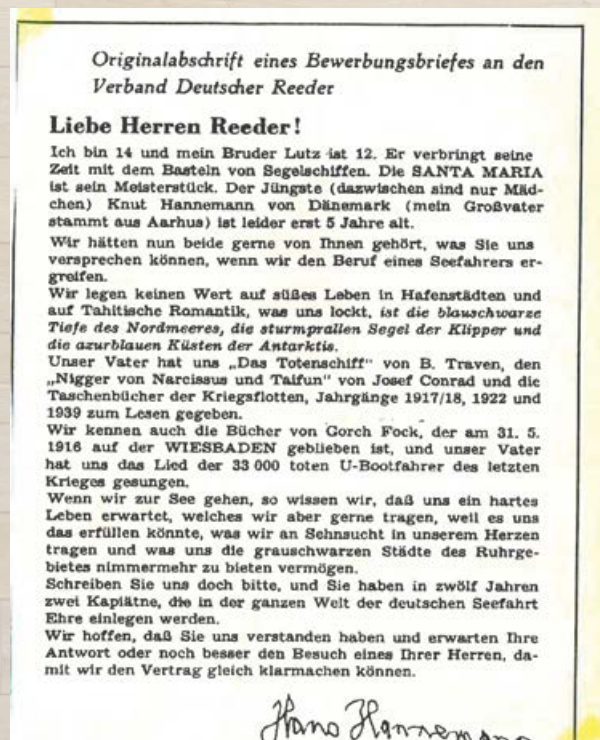 Originalabschrift eines Bewerbungsbriefes an den
Verband Deutscher Reeder
Liebe Herren Reeder!
Ich bin 14 und mein Bruder Lutz ist 12. Er verbringt seine
Zeit mit dem Basteln von Segelschiffen. Die SANTA MARIA
ist sein Meisterstück. Der Jüngste (dazwischen sind nur Mäd-
chen) Knut Hannemann von Dänemark (mein Großvater
stammt aus Aarhus) ist leider erst 5 Jahre alt.
Wir hätten nun beide gerne von Ihnen gehört, was Sie uns
versprechen können, wenn wir den Beruf eines Seefahrers er-
greifen.
Wir legen keinen Wert auf süßes Leben in Hafenstädten und
auf Tahitische Romantik, was uns lockt, ist die blauschwarze
Tiefe des Nordmeeres, die sturmprallen Segel der Klipper und
die azurblauen Küsten der Antarktis.
Unser Vater hat uns „Das Totenschiff" von B. Traven, den
„Nigger von Narcissus und Taifun" von Josef Conrad und die
Taschenbücher der Kriegsflotten, Jahrgänge 1917/18, 1922 und
1939 zum Lesen gegeben.
Wir kennen auch die Bücher von Gorch Fock, der am 31. 5.
1916 auf der WIESBADEN geblieben ist, und unser Vater
hat uns das Lied der 33 000 toten U-Bootfahrer des letzten
Krieges gesungen.
Wenn wir zur See gehen, so wissen wir, daß uns ein hartes
Leben erwartet, welches wir aber gerne tragen, weil es uns
das erfüllen könnte, was wir an Sehnsucht in unserem Herzen
tragen und was uns die grauschwarzen Städte des Ruhrge-
bietes nimmermehr zu bieten vermögen.
Schreiben Sie uns doch bitte, und Sie haben in zwölf Jahren
zwei Kapiätne, die in der ganzen Welt der deutschen Seefahrt
Ehre einlegen werden.
Wir hoffen, daß Sie uns verstanden haben und erwarten Ihre
Antwort oder noch besser den Besuch eines Ihrer Herren, da-
mit wir den Vertrag gleich klarmachen können.
Hans Hannemann